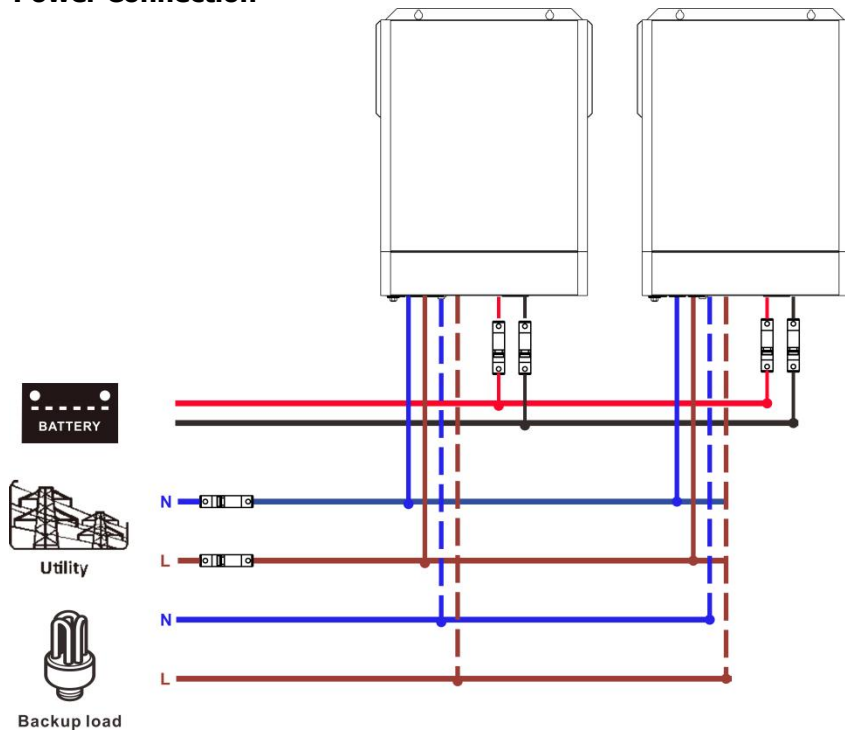 Power Connection
BATTERY
N
Utility
L
N
L
Backup load